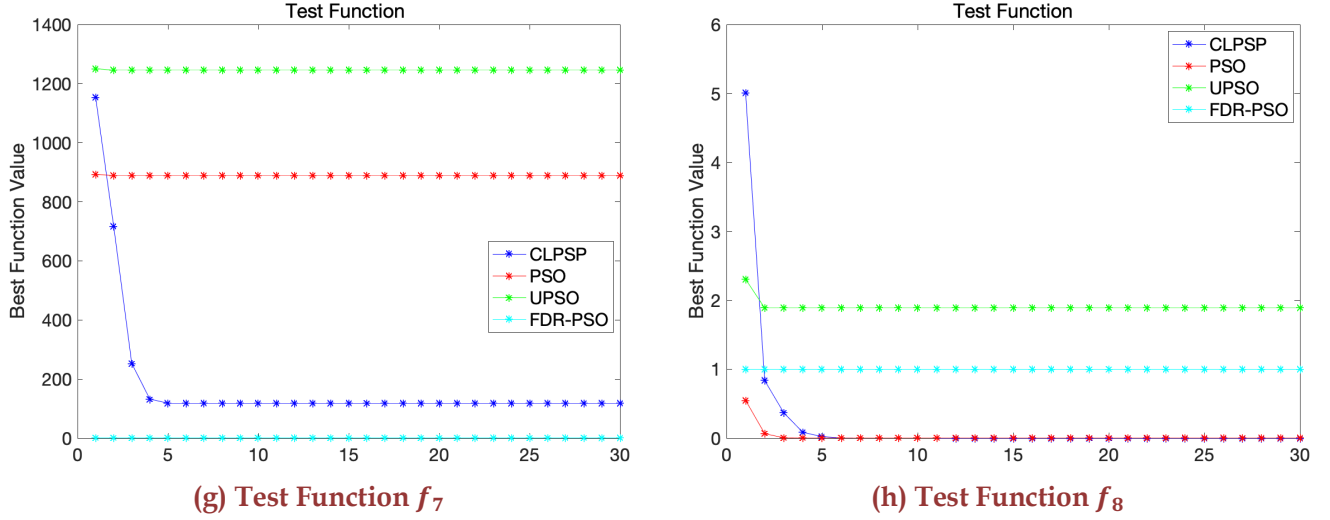 Test Function
1400
1200
1000
800
600
400
200
0
Best Function Value
0 5 10 15 20 25 30
CLPSP
PSO
UPSO
FDR-PSO
(g) Test Function f7
Test Function
6
5
4
3
2
1
0
Best Function Value
0 5 10 15 20 25 30
CLPSP
PSO
UPSO
FDR-PSO
(h) Test Function f8